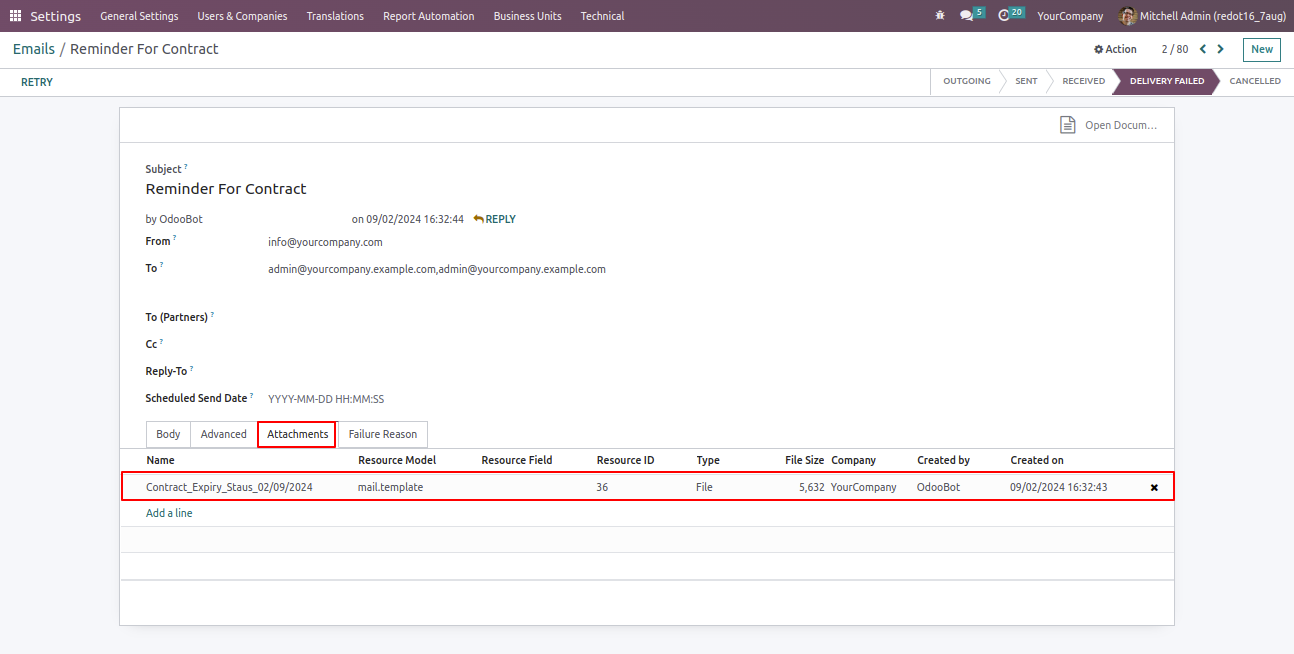 Settings General Settings Users & Companies Translations Report Automation Business Units Technical 5 20 YourCompany Mitchell Admin (redot16_7aug)
Emails / Reminder For Contract Action 2 / 80 New
RETRY OUTGOING SENT RECEIVED DELIVERY FAILED CANCELLED
Open Docum...
Subject ?
Reminder For Contract
by OdooBot on 09/02/2024 16:32:44 REPLY
From ? info@yourcompany.com
To ? admin@yourcompany.example.com,admin@yourcompany.example.com
To (Partners) ?
Cc ?
Reply-To ?
Scheduled Send Date ? YYYY-MM-DD HH:MM:SS
Body Advanced Attachments Failure Reason
Name Resource Model Resource Field Resource ID Type File Size Company Created by Created on
Contract_Expiry_Staus_02/09/2024 mail.template 36 File 5,632 YourCompany OdooBot 09/02/2024 16:32:43
Add a line